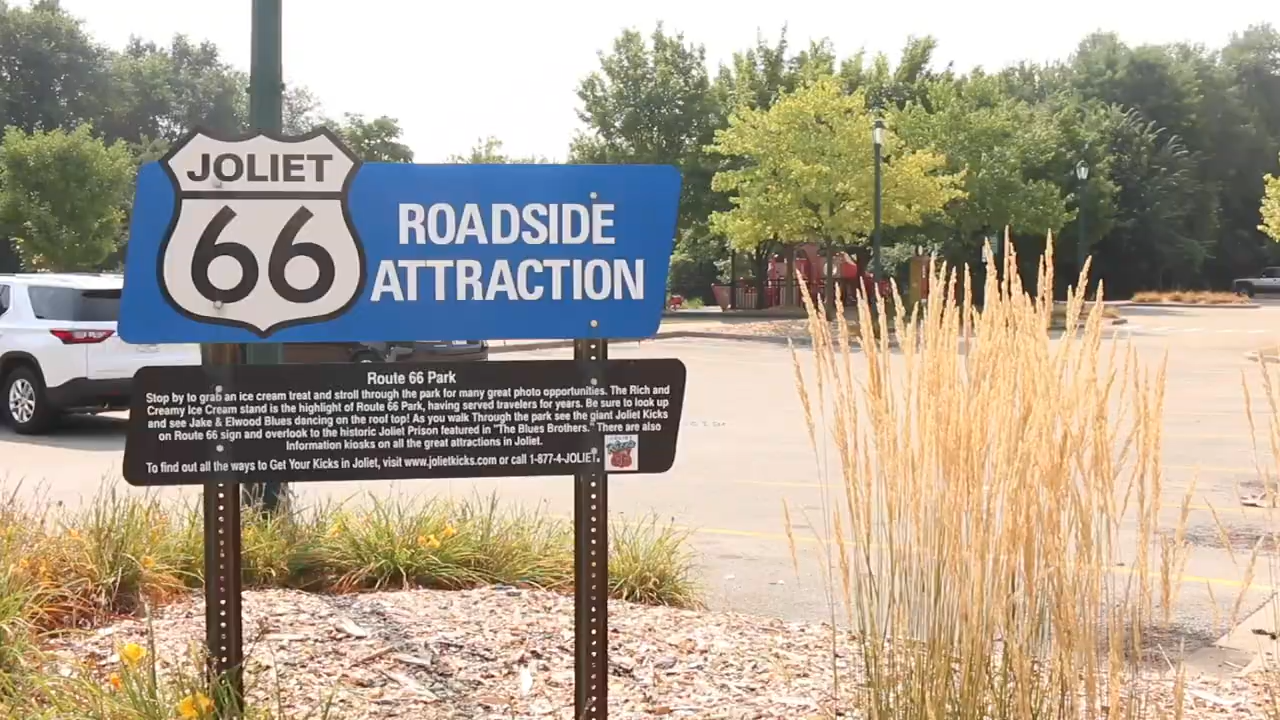 JOLIET
66
ROADSIDE
ATTRACTION
Route 66 Park
Stop by to grab an ice cream treat and stroll through the park for many great photo opportunities. The Rich and
Creamy Ice Cream stand is the highlight of Route 66 Park, having served travelers for years. Be sure to look up
and see Jake & Elwood Blues dancing on the roof top! As you walk Through the park see the giant Joliet Kicks
on Route 66 sign and overlook to the historic Joliet Prison featured in "The Blues Brothers." There are also
Information kiosks on all the great attractions in Joliet.
To find out all the ways to Get Your Kicks in Joliet, visit www.jolietkicks.com or call 1-877-4-JOLIET.
JOLIET
66